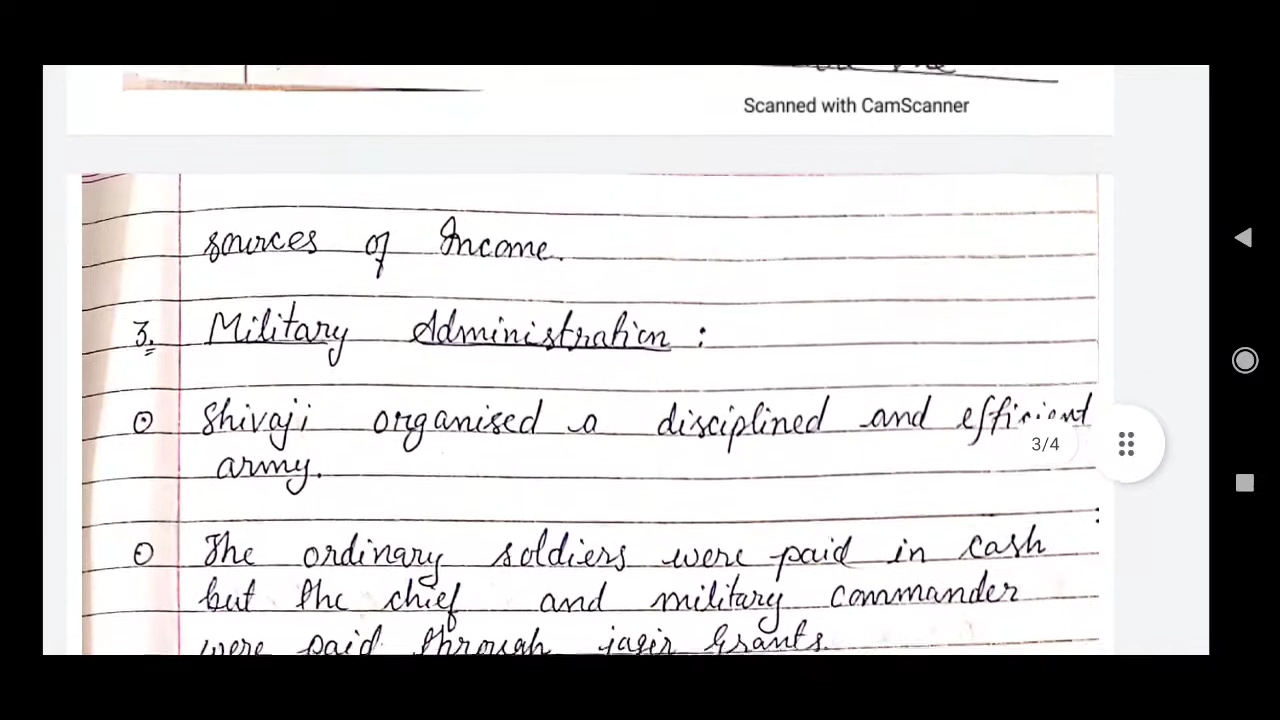 Scanned with CamScanner
sources of Income.
3. Military Administration :
Shivaji organised a disciplined and efficient
3/4
army.
The ordinary soldiers were paid in cash
but the chief and military commander
were paid through jagir Grants.